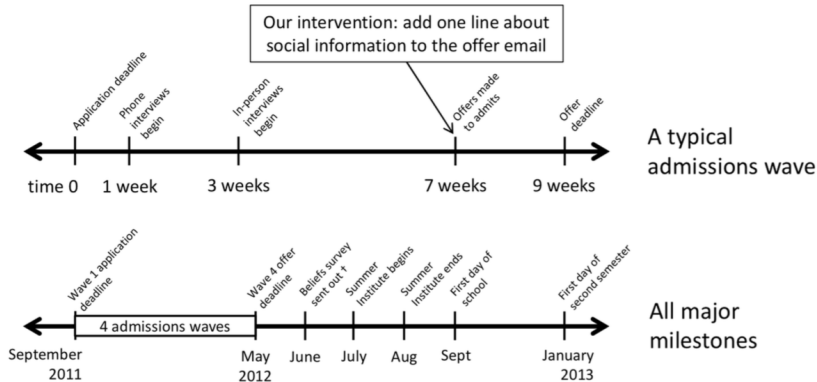 Our intervention: add one line about
social information to the offer email
Application deadline
Phone
interviews
begin
In-person
interviews
begin
Offers made
to admits
Offer
deadline
A typical
admissions wave
time 0
1 week
3 weeks
7 weeks
9 weeks
Wave 1 application
deadline
Wave 4 offer
deadline
Beliefs survey
sent out †
Summer
Institute begins
Summer
Institute ends
First day of
school
First day of
second semester
All major
milestones
4 admissions waves
September
2011
May
2012
June
July
Aug
Sept
January
2013